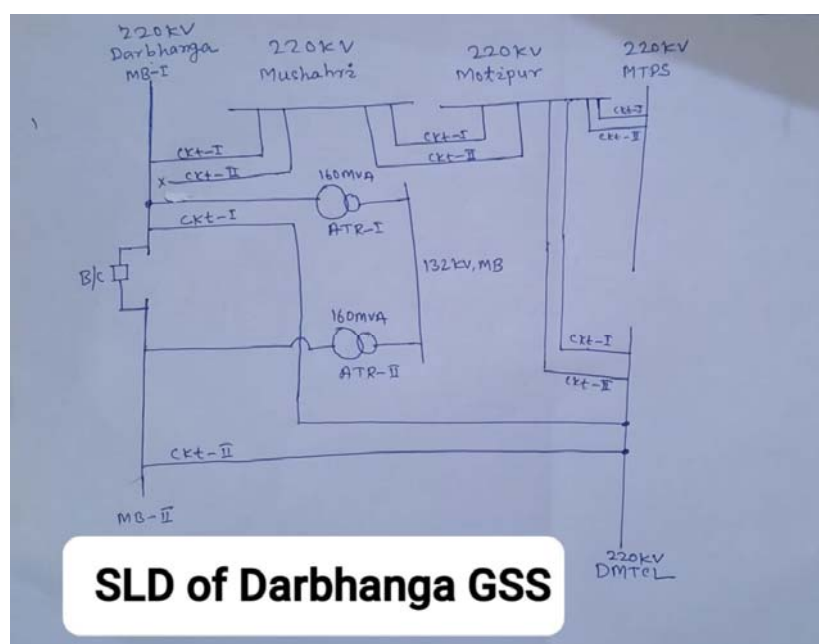 220KV
Darbhanga
MB-I
220KV
Mushahri
220KV
Motipur
220KV
MTPS
CKt-I
CKt-II
CKt-I
CKt-II
CKt-I
CKt-II
160MVA
ATR-I
CKt-I
132KV, MB
B/C
160MVA
ATR-II
CKt-I
CKt-II
CKt-II
MB-II
220KV
DMTCL
SLD of Darbhanga GSS